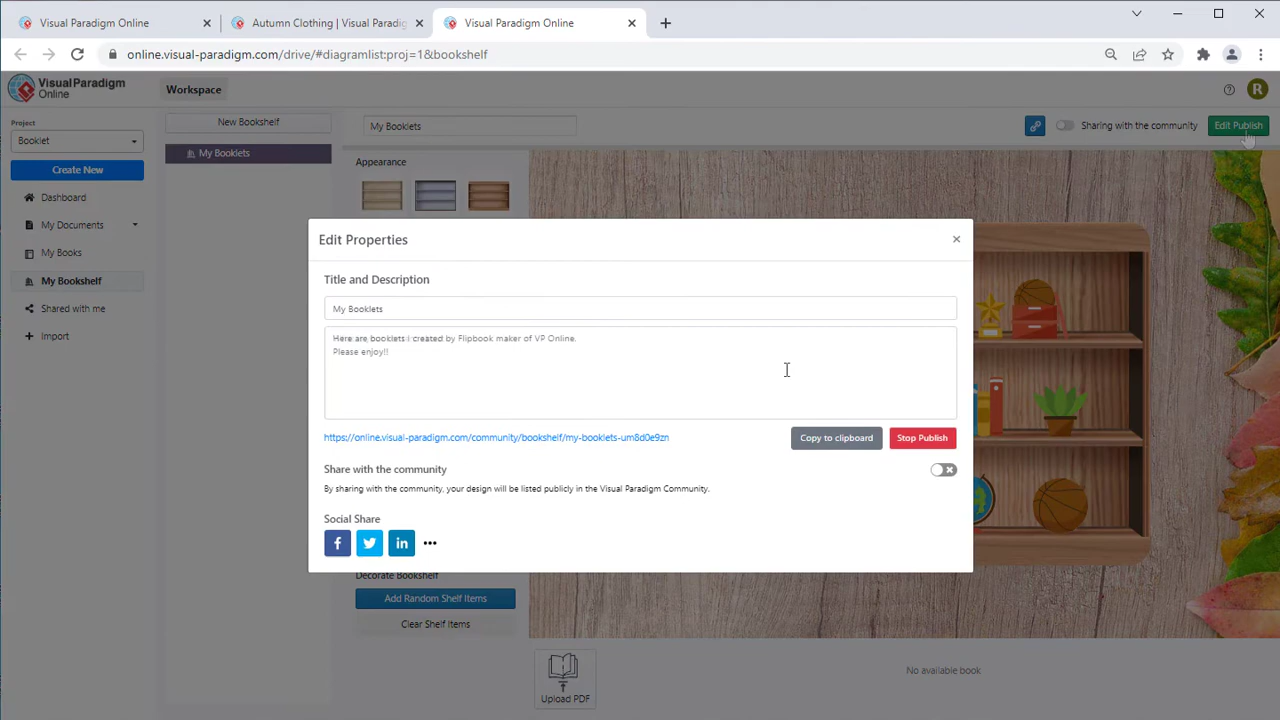 Visual Paradigm Online
Autumn Clothing | Visual Paradig
Visual Paradigm Online
online.visual-paradigm.com/drive/#diagramlist:proj=1&bookshelf
Visual Paradigm
Online
Workspace
R
Project
Booklet
Create New
Dashboard
My Documents
My Books
My Bookshelf
Shared with me
Import
New Bookshelf
My Booklets
My Booklets
Sharing with the community
Edit Publish
Appearance
Edit Properties
Title and Description
My Booklets
Here are booklets I created by Flipbook maker of VP Online.
Please enjoy!!
https://online.visual-paradigm.com/community/bookshelf/my-booklets-um8d0e9zn
Copy to clipboard
Stop Publish
Share with the community
By sharing with the community, your design will be listed publicly in the Visual Paradigm Community.
Social Share
Decorate Bookshelf
Add Random Shelf Items
Clear Shelf Items
Upload PDF
No available book